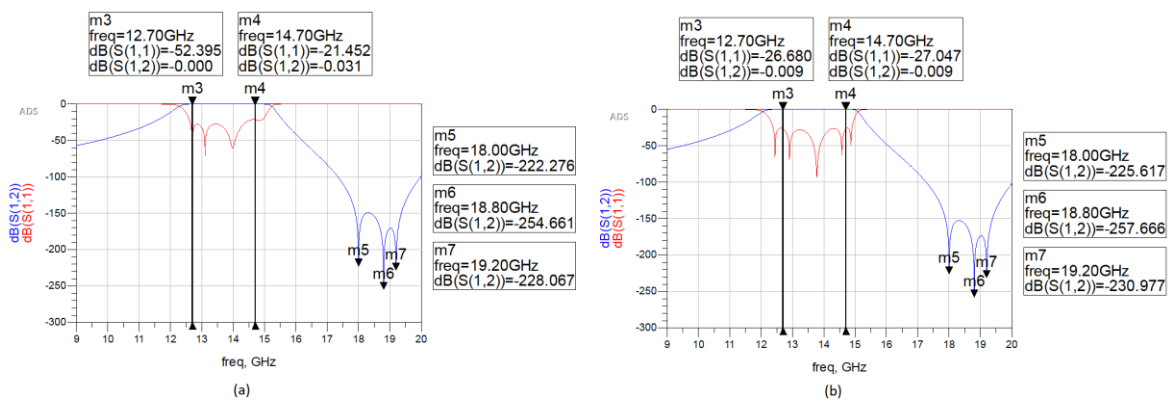 m3
freq=12.70GHz
dB(S(1,1))=-52.395
dB(S(1,2))=-0.000
m4
freq=14.70GHz
dB(S(1,1))=-21.452
dB(S(1,2))=-0.031
m3
m4
ADS
0
-50
-100
-150
-200
-250
-300
dB(S(1,2))
dB(S(1,1))
m5
m6
m7
9 10 11 12 13 14 15 16 17 18 19 20
freq, GHz
m5
freq=18.00GHz
dB(S(1,2))=-222.276
m6
freq=18.80GHz
dB(S(1,2))=-254.661
m7
freq=19.20GHz
dB(S(1,2))=-228.067
(a)
m3
freq=12.70GHz
dB(S(1,1))=-26.680
dB(S(1,2))=-0.009
m4
freq=14.70GHz
dB(S(1,1))=-27.047
dB(S(1,2))=-0.009
m3
m4
ADS
0
-50
-100
-150
-200
-250
-300
dB(S(1,2))
dB(S(1,1))
m5
m6
m7
9 10 11 12 13 14 15 16 17 18 19 20
freq, GHz
m5
freq=18.00GHz
dB(S(1,2))=-225.617
m6
freq=18.80GHz
dB(S(1,2))=-257.666
m7
freq=19.20GHz
dB(S(1,2))=-230.977
(b)